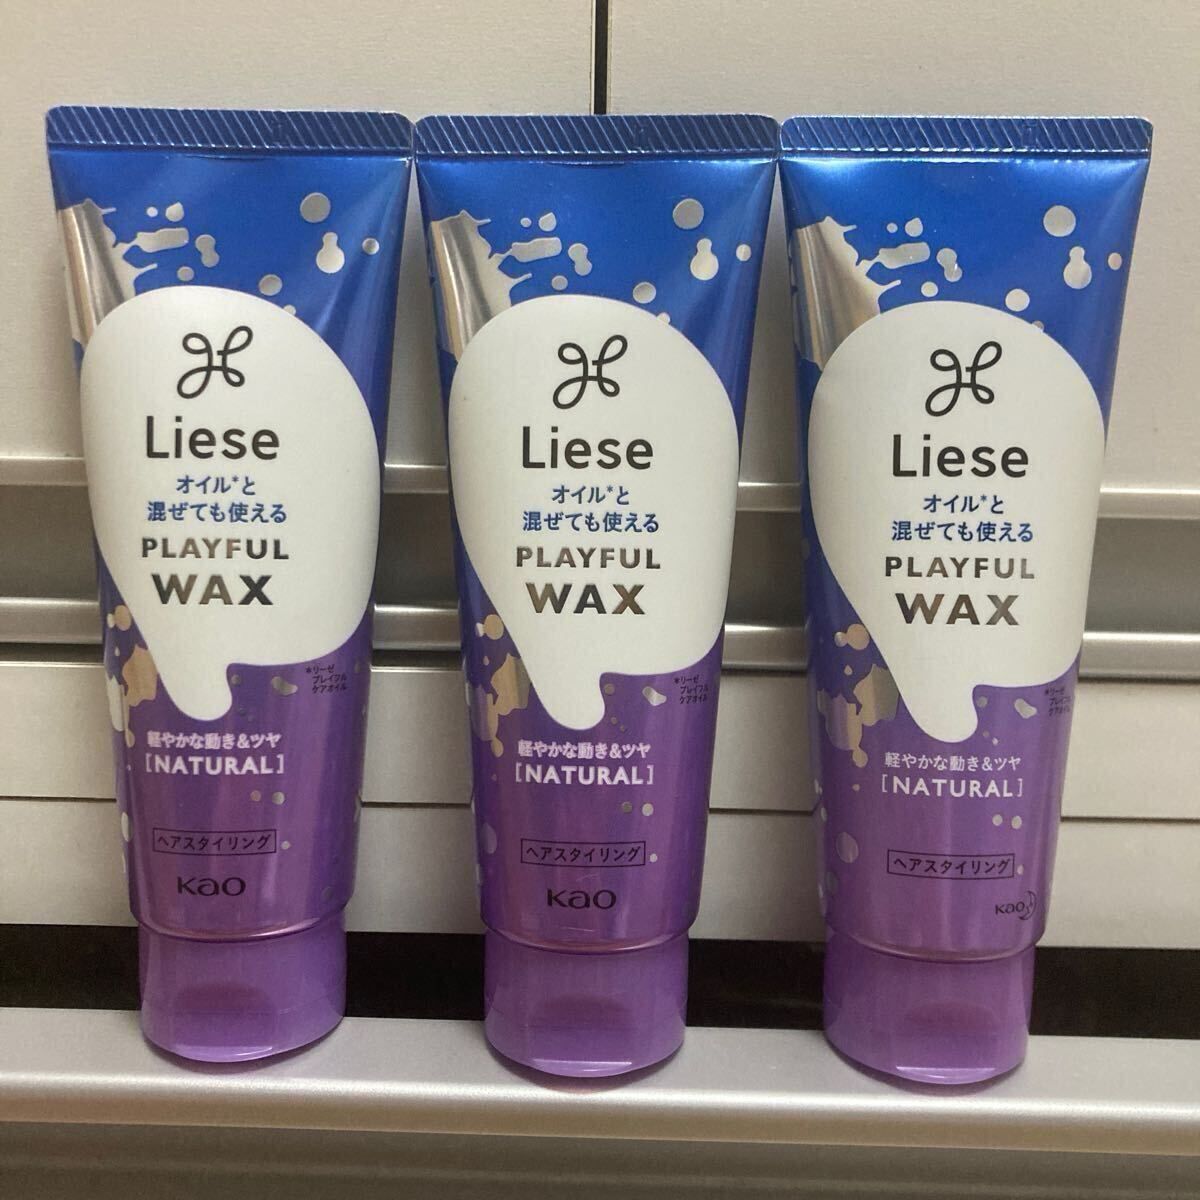 Liese
オイル*と
混ぜても使える
PLAYFUL
WAX
*リーゼ
プレイフル
ケアオイル
軽やかな動き&ツヤ
[NATURAL]
ヘアスタイリング
Kao
Liese
オイル*と
混ぜても使える
PLAYFUL
WAX
*リーゼ
プレイフル
ケアオイル
軽やかな動き&ツヤ
[NATURAL]
ヘアスタイリング
Kao
Liese
オイル*と
混ぜても使える
PLAYFUL
WAX
*リーゼ
プレイフル
ケアオイル
軽やかな動き&ツヤ
[NATURAL]
ヘアスタイリング
Kao